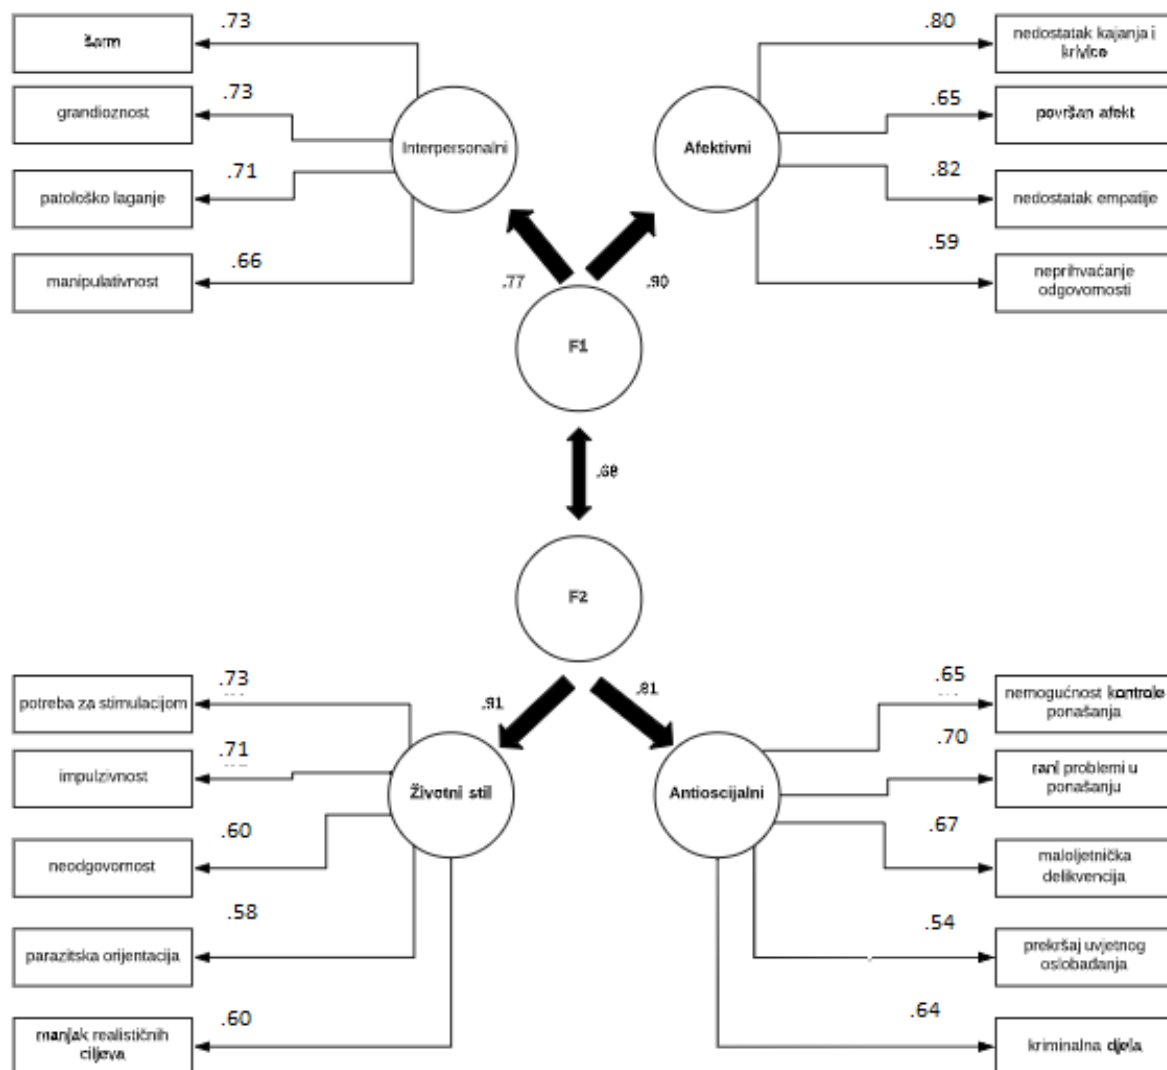 .73
šarm
.73
grandioznost
.71
patološko laganje
.66
manipulativnost
Interpersonalni
Afektivni
.80
nedostatak kajanja i
krivice
.65
površan afekt
.82
nedostatak empatije
.59
neprihvaćanje
odgovornosti
.77
.90
F1
.68
F2
.91
.81
.73
potreba za stimulacijom
.71
impulzivnost
.60
neodgovornost
.58
parazitska orijentacija
.60
manjak realističnih
ciljeva
Životni stil
Antioscijalni
.65
nemogućnost kontrole
ponašanja
.70
rani problemi u
ponašanju
.67
maloljetnička
delikvencija
.54
prekršaj uvjetnog
oslobađanja
.64
kriminalna djela